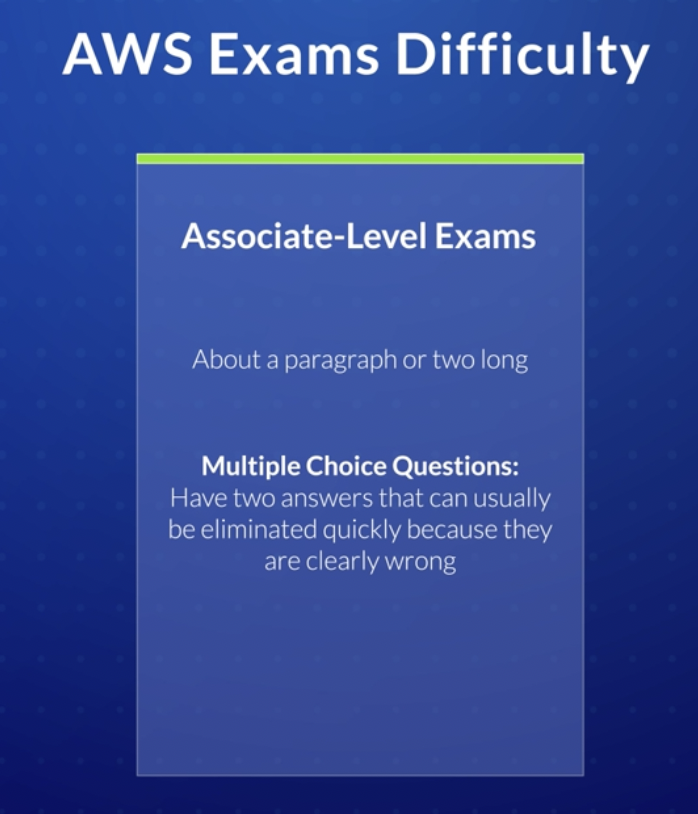 AWS Exams Difficulty
Associate-Level Exams
About a paragraph or two long
Multiple Choice Questions:
Have two answers that can usually
be eliminated quickly because they
are clearly wrong